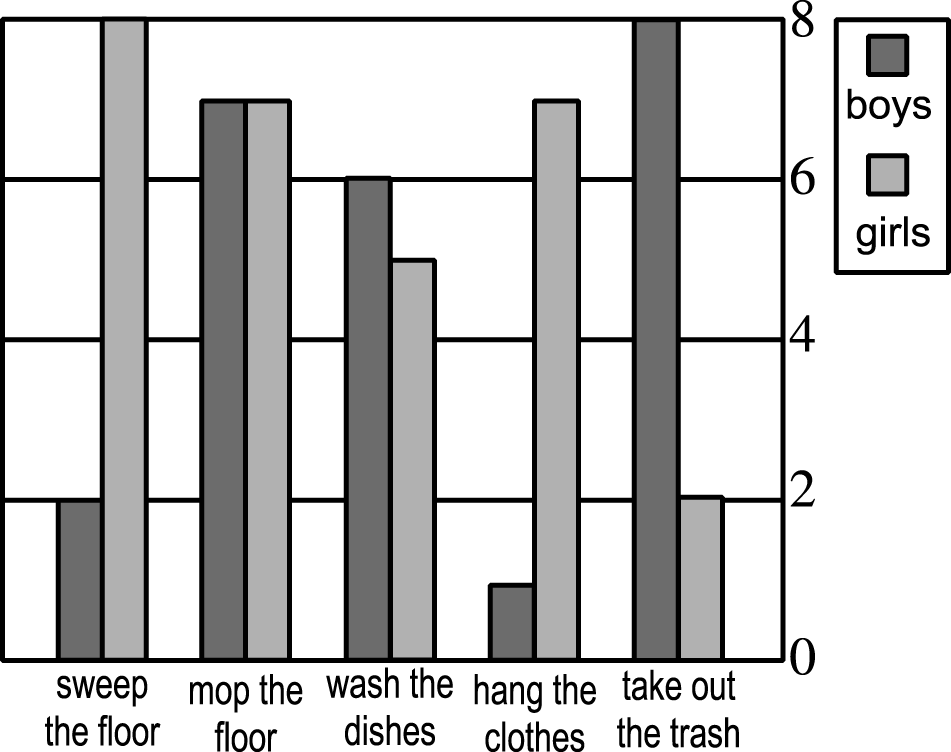 8
6
4
2
0
boys
girls
sweep
the floor
mop the
floor
wash the
dishes
hang the
clothes
take out
the trash